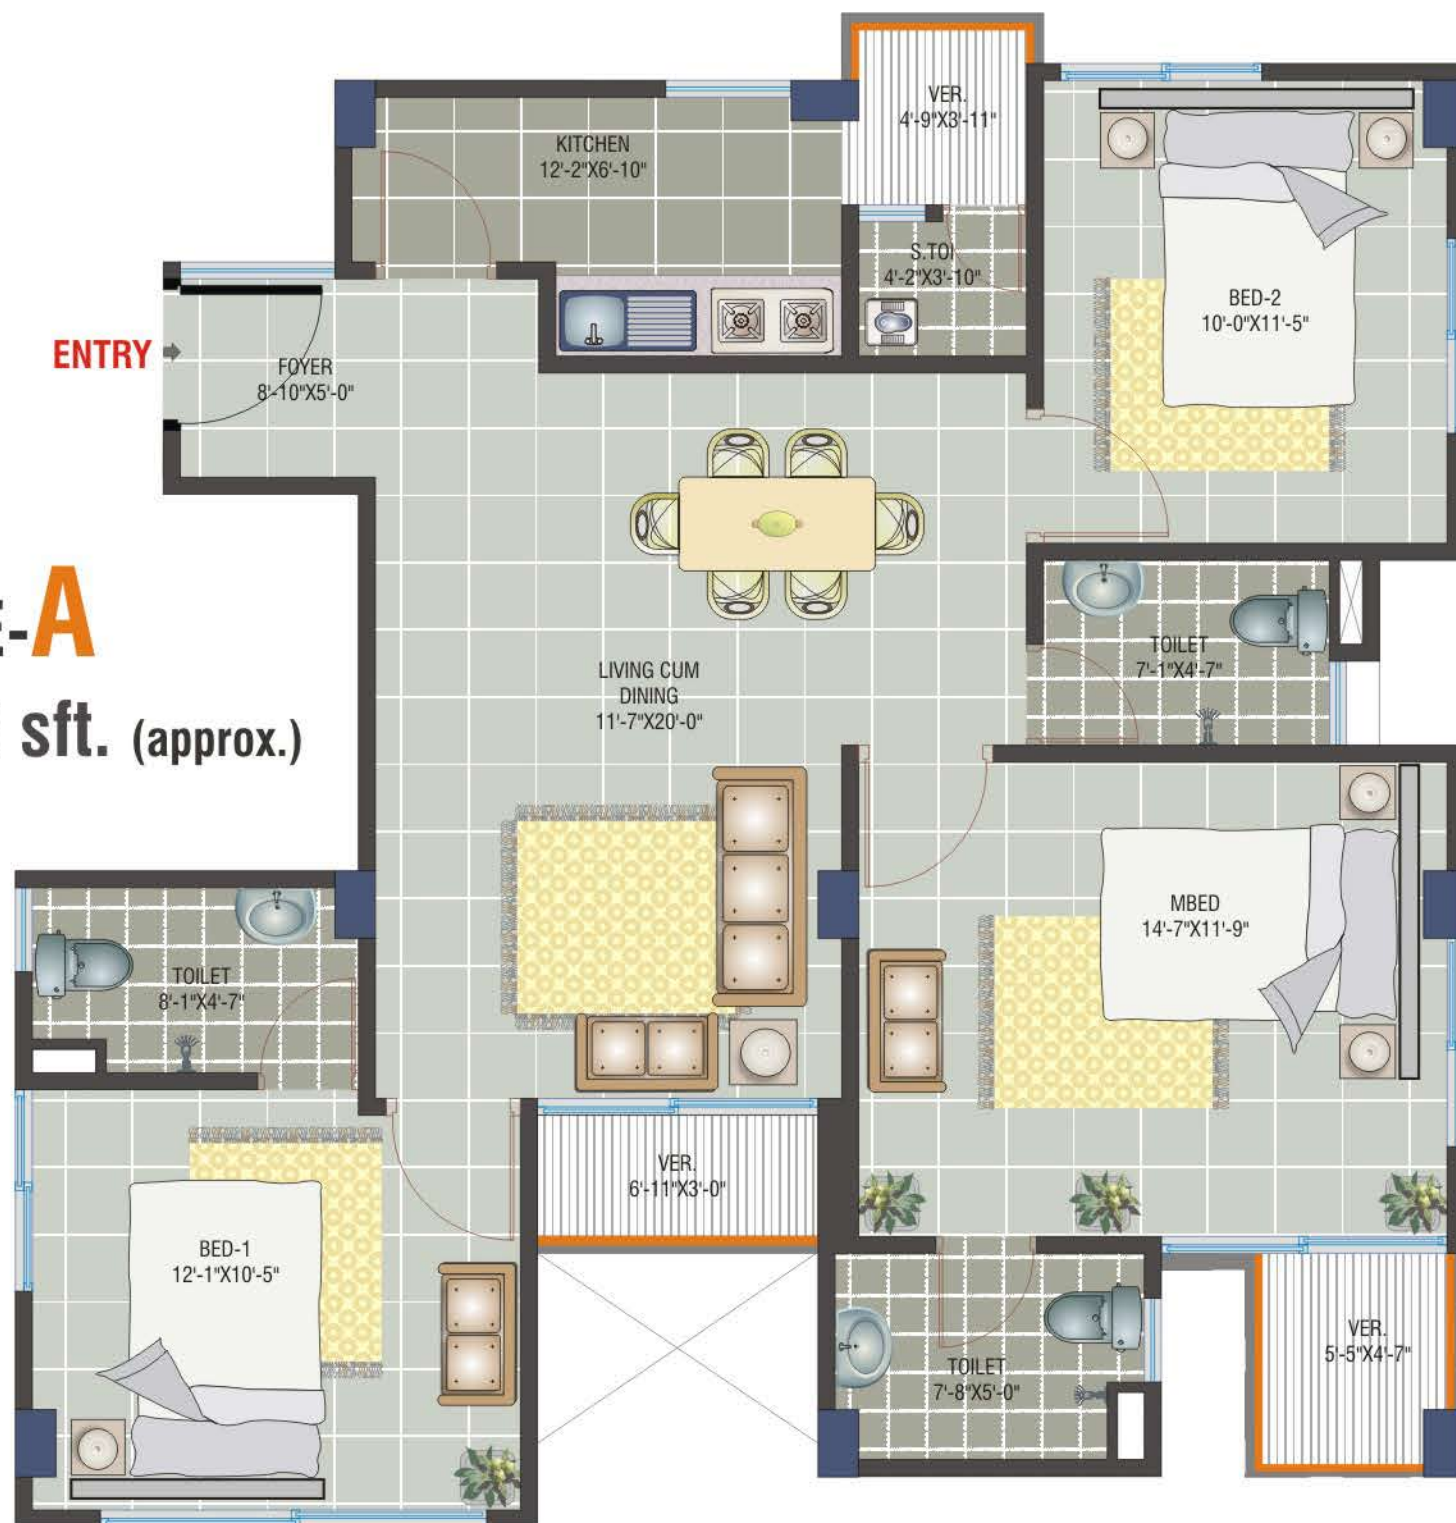 VER.
4'-9"X3'-11"
KITCHEN
12'-2"X6'-10"
S.TOI
4'-2"X3'-10"
BED-2
10'-0"X11'-5"
ENTRY
FOYER
8'-10"X5'-0"
-A
sft. (approx.)
LIVING CUM
DINING
11'-7"X20'-0"
TOILET
7'-1"X4'-7"
MBED
14'-7"X11'-9"
TOILET
8'-1"X4'-7"
VER.
6'-11"X3'-0"
BED-1
12'-1"X10'-5"
TOILET
7'-8"X5'-0"
VER.
5'-5"X4'-7"